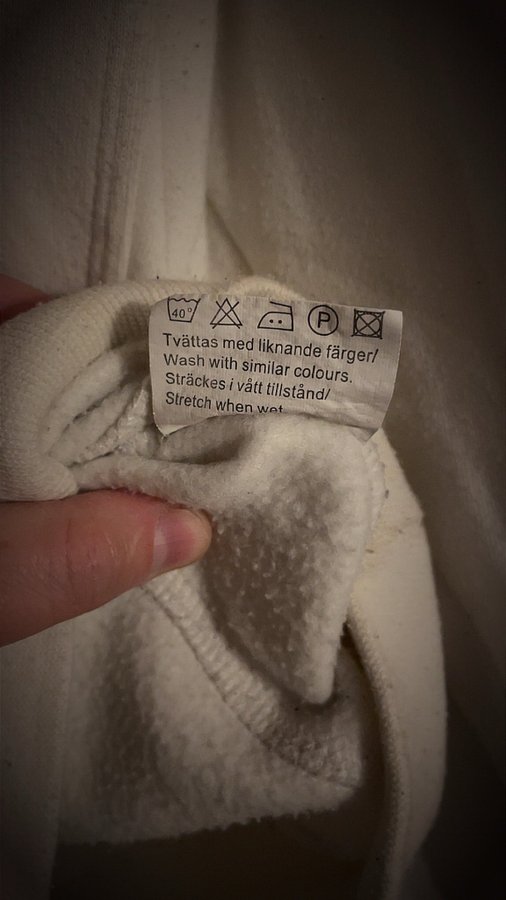 40°
P
Tvättas med liknande färger/
Wash with similar colours.
Sträckes i vått tillstånd/
Stretch when wet